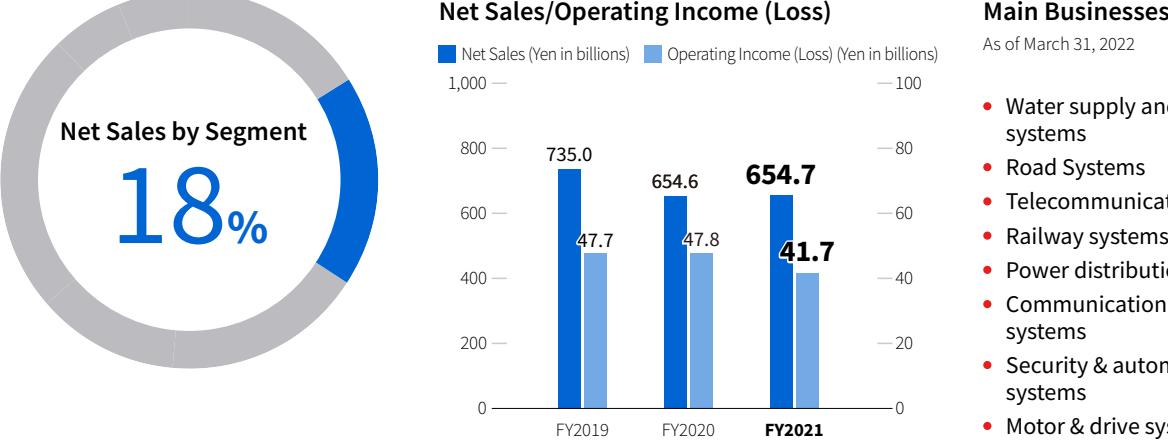 Net Sales by Segment
18%
Net Sales/Operating Income (Loss)
Net Sales (Yen in billions) Operating Income (Loss) (Yen in billions)
1,000 100
800 80
600 60
400 40
200 20
0 0
735.0
47.7
654.6
47.8
654.7
41.7
FY2019 FY2020 FY2021
Main Businesses
As of March 31, 2022
• Water supply
systems
• Road Systems
• Railway systems
• Power
• Communication
systems
• Security &
systems
• Motor & drive